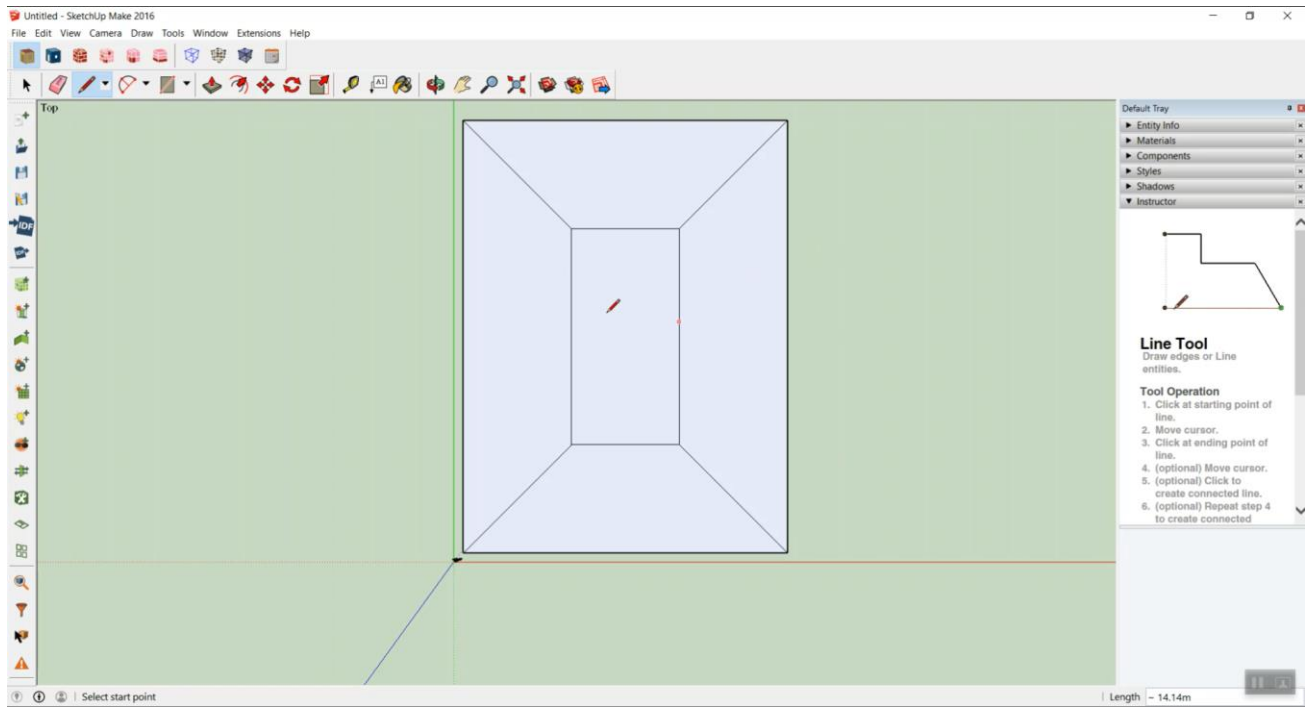 Untitled - SketchUp Make 2016
File Edit View Camera Draw Tools Window Extensions Help
A1
Top
Default Tray
Entity Info
Materials
Components
Styles
Shadows
Instructor
IDF
Line Tool
Draw edges or Line
entities.
Tool Operation
1. Click at starting point of
line.
2. Move cursor.
3. Click at ending point of
line.
4. (optional) Move cursor.
5. (optional) Click to
create connected line.
6. (optional) Repeat step 4
to create connected
Select start point
Length ~ 14.14m